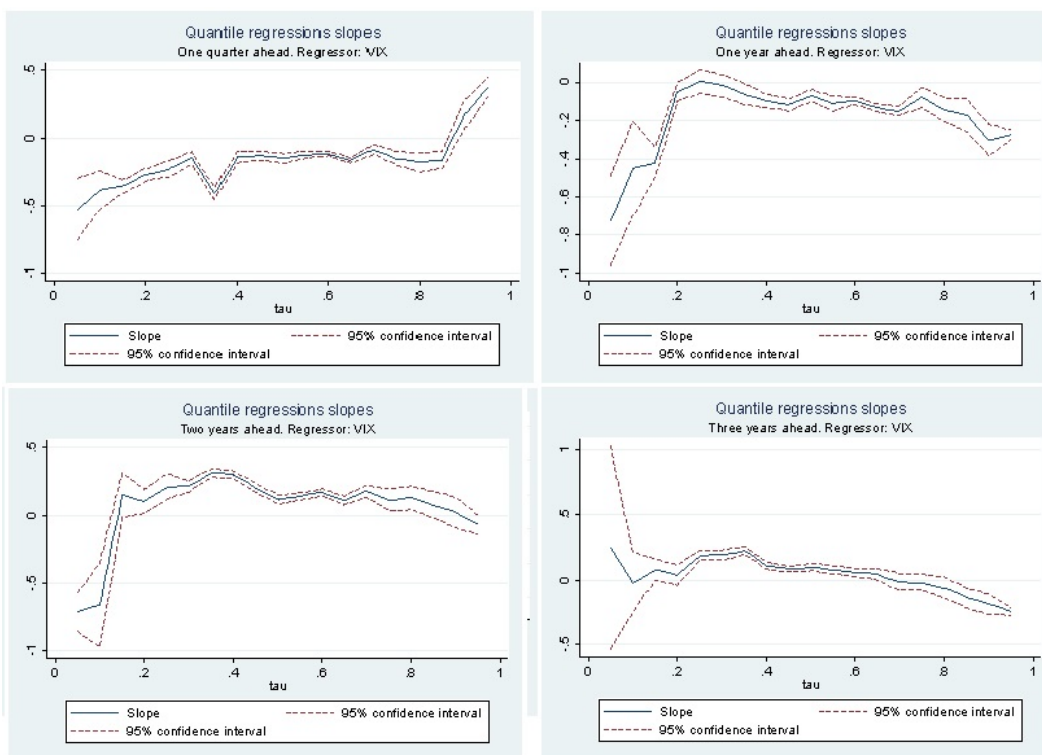 Quantile regressions slopes
One quarter ahead. Regressor: VIX
.5
0
-.5
-1
0 .2 .4 .6 .8 1
tau
Slope 95% confidence interval
95% confidence interval
Quantile regressions slopes
One year ahead. Regressor: VIX
0
-.2
-.4
-.6
-.8
-1
0 .2 .4 .6 .8 1
tau
Slope 95% confidence interval
95% confidence interval
Quantile regressions slopes
Two years ahead. Regressor: VIX
.5
0
-.5
-1
0 .2 .4 .6 .8 1
tau
Slope 95% confidence interval
95% confidence interval
Quantile regressions slopes
Three years ahead. Regressor: VIX
1
.5
0
-.5
0 .2 .4 .6 .8 1
tau
Slope 95% confidence interval
95% confidence interval